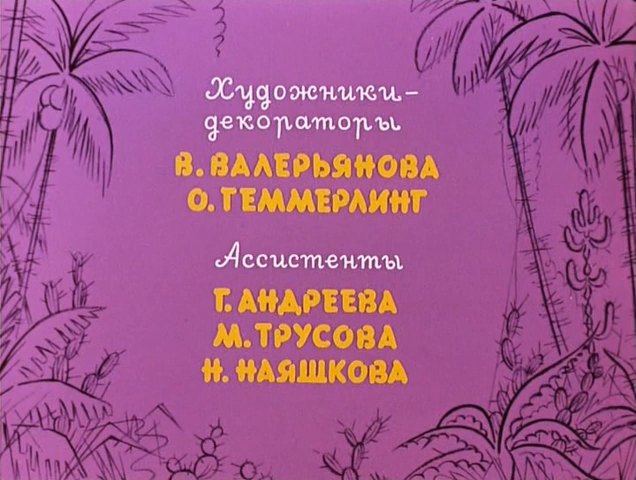 Художники-
декораторы
В. ВАЛЕРЬЯНОВА
О. ГЕММЕРЛИНГ
Ассистенты
Г. АНДРЕЕВА
М. ТРУСОВА
Н. НАЯШКОВА